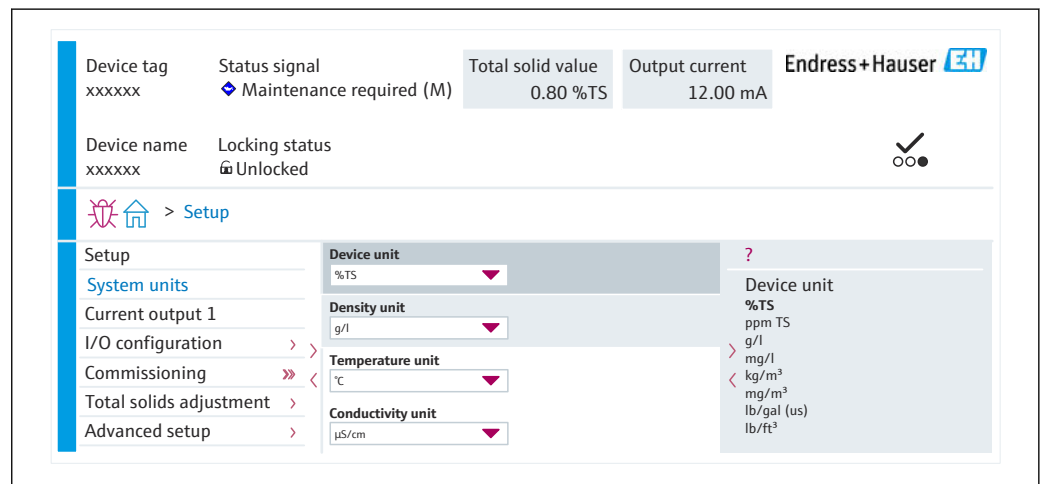 Device tag
xxxxxx
Status signal
Maintenance required (M)
Total solid value
0.80 %TS
Output current
12.00 mA
Endress+Hauser EH
Device name
xxxxxx
Locking status
Unlocked
> Setup
Setup
System units
Current output 1
I/O configuration >
Commissioning >>>
Total solids adjustment >
Advanced setup >
>
<
Device unit
%TS
Density unit
g/l
Temperature unit
°C
Conductivity unit
µS/cm
>
<
?
Device unit
%TS
ppm TS
g/l
mg/l
kg/m³
mg/m³
lb/gal (us)
lb/ft³